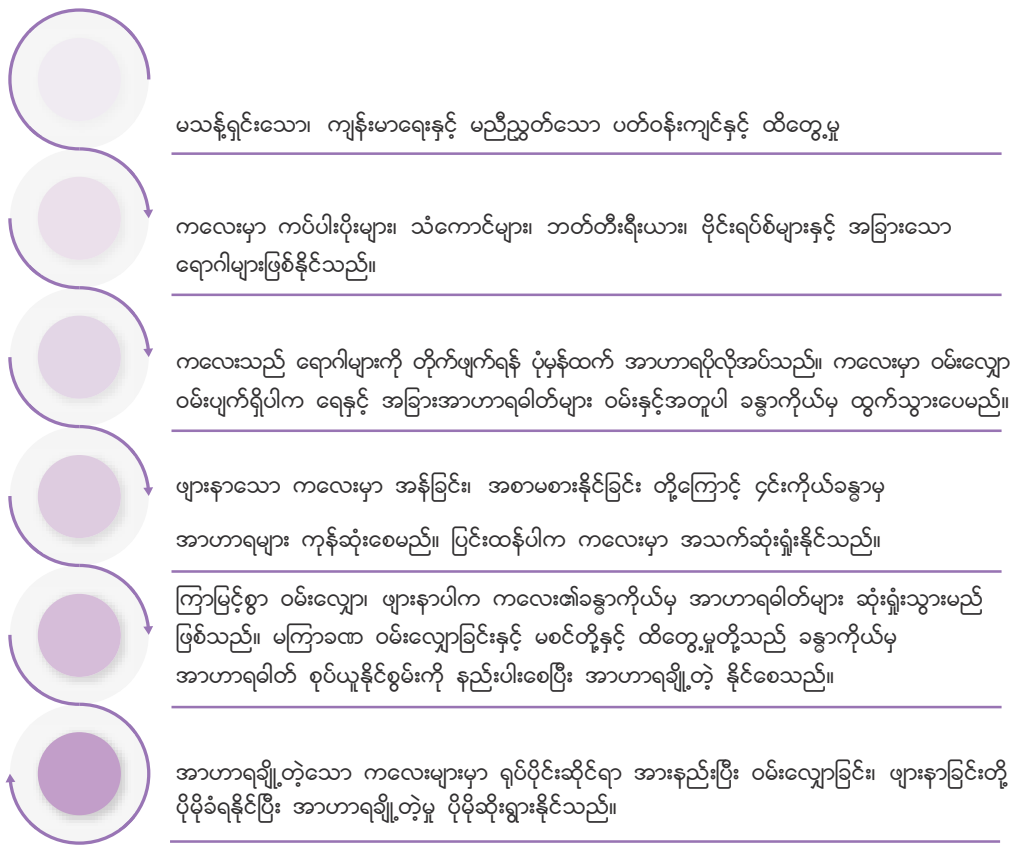 မသန့်ရှင်းသော၊ ကျန်းမာရေးနှင့် မညီညွှတ်သော ပတ်ဝန်းကျင်နှင့် ထိတွေ့မှု
ကလေးမှာ ကပ်ပါးပိုးများ၊ သံကောင်များ၊ ဘတ်တီးရီးယား၊ ဗိုင်းရပ်စ်များနှင့် အခြားသော
ရောဂါများဖြစ်နိုင်သည်။
ကလေးသည် ရောဂါများကို တိုက်ဖျက်ရန် ပုံမှန်ထက် အာဟာရပိုလိုအပ်သည်။ ကလေးမှာ ဝမ်းလျှော
ဝမ်းပျက်ရှိပါက ရေနှင့် အခြားအာဟာရဓါတ်များ ဝမ်းနှင့်အတူပါ ခန္ဓာကိုယ်မှ ထွက်သွားပေမည်။
ဖျားနာသော ကလေးမှာ အန်ခြင်း၊ အစာမစားနိုင်ခြင်း တို့ကြောင့် ၄င်းကိုယ်ခန္ဓာမှ
အာဟာရများ ကုန်ဆုံးစေမည်။ ပြင်းထန်ပါက ကလေးမှာ အသက်ဆုံးရှုံးနိုင်သည်။
ကြာမြင့်စွာ ဝမ်းလျှော၊ ဖျားနာပါက ကလေး၏ခန္ဓာကိုယ်မှ အာဟာရဓါတ်များ ဆုံးရှုံးသွားမည်
ဖြစ်သည်။ မကြာခဏ ဝမ်းလျှောခြင်းနှင့် မစင်တို့နှင့် ထိတွေ့မှုတို့သည် ခန္ဓာကိုယ်မှ
အာဟာရဓါတ် စုပ်ယူနိုင်စွမ်းကို နည်းပါးစေပြီး အာဟာရချို့တဲ့ နိုင်စေသည်။
အာဟာရချို့တဲ့သော ကလေးများမှာ ရုပ်ပိုင်းဆိုင်ရာ အားနည်းပြီး ဝမ်းလျှောခြင်း၊ ဖျားနာခြင်းတို့
ပိုမိုခံရနိုင်ပြီး အာဟာရချို့တဲ့မှု ပိုမိုဆိုးရွားနိုင်သည်။